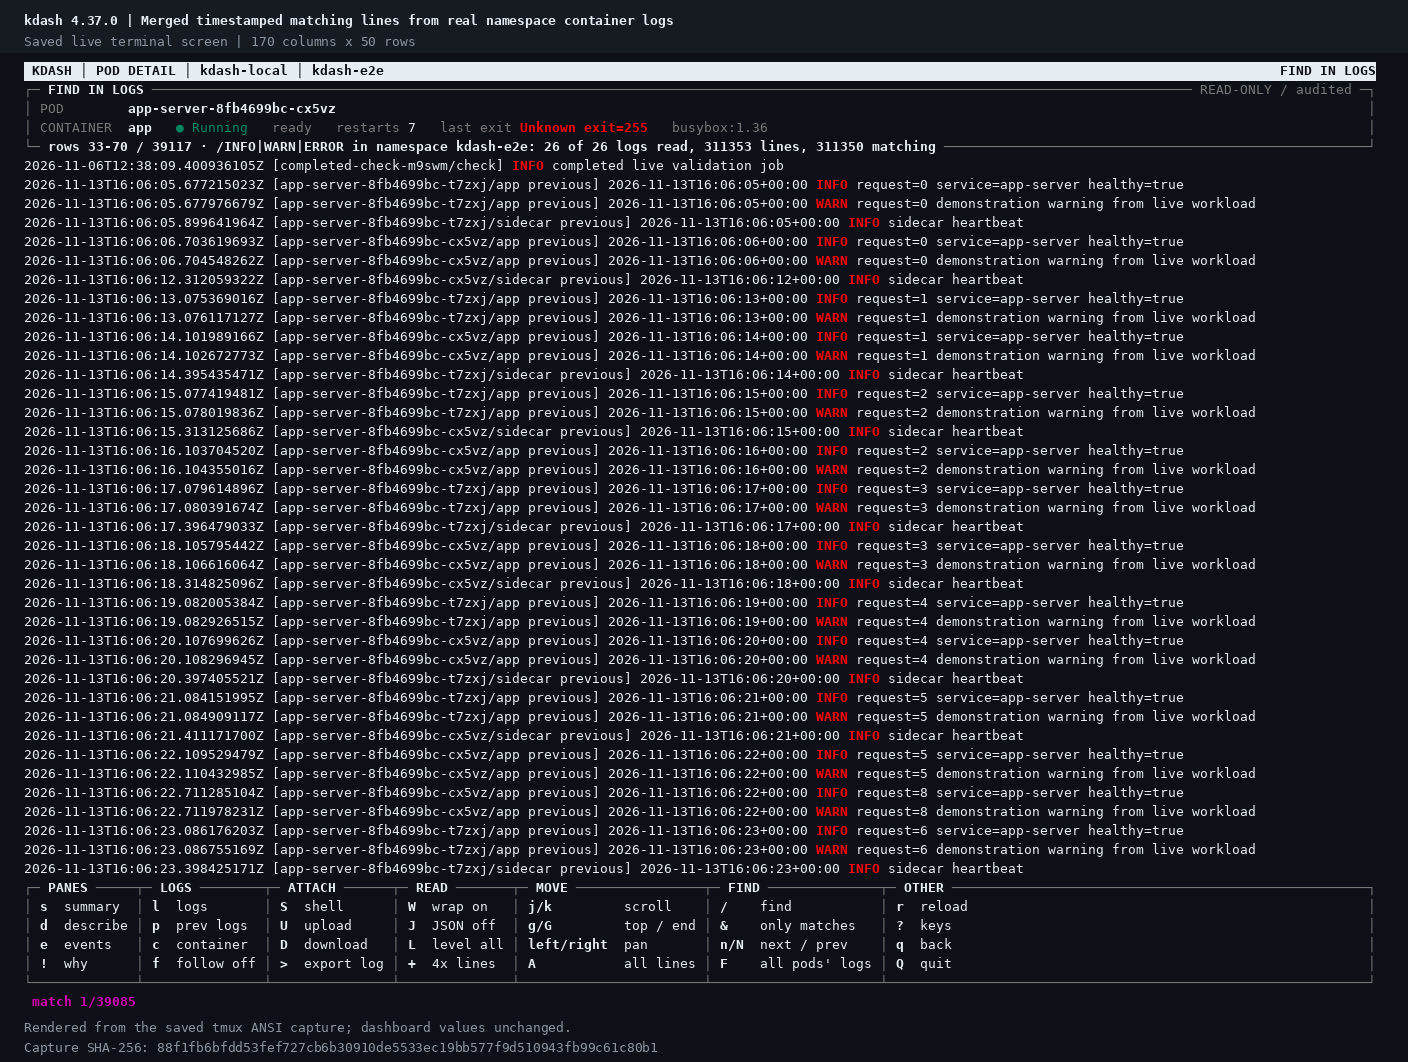 kdash 4.37.0 | Merged timestamped matching lines from real namespace container logs
Saved live terminal screen | 170 columns x 50 rows
KDASH │ POD DETAIL │ kdash-local │ kdash-e2e FIND IN LOGS
FIND IN LOGS READ-ONLY / audited
POD app-server-8fb4699bc-cx5vz
CONTAINER app ● Running ready restarts 7 last exit Unknown exit=255 busybox:1.36
rows 33-70 / 39117 · /INFO|WARN|ERROR in namespace kdash-e2e: 26 of 26 logs read, 311353 lines, 311350 matching
2026-11-06T12:38:09.400936105Z [completed-check-m9swm/check] INFO completed live validation job
2026-11-13T16:06:05.677215023Z [app-server-8fb4699bc-t7zxj/app previous] 2026-11-13T16:06:05+00:00 INFO request=0 service=app-server healthy=true
2026-11-13T16:06:05.677976679Z [app-server-8fb4699bc-t7zxj/app previous] 2026-11-13T16:06:05+00:00 WARN request=0 demonstration warning from live workload
2026-11-13T16:06:05.899641964Z [app-server-8fb4699bc-t7zxj/sidecar previous] 2026-11-13T16:06:05+00:00 INFO sidecar heartbeat
2026-11-13T16:06:06.703619693Z [app-server-8fb4699bc-cx5vz/app previous] 2026-11-13T16:06:06+00:00 INFO request=0 service=app-server healthy=true
2026-11-13T16:06:06.704548262Z [app-server-8fb4699bc-cx5vz/app previous] 2026-11-13T16:06:06+00:00 WARN request=0 demonstration warning from live workload
2026-11-13T16:06:12.312059322Z [app-server-8fb4699bc-cx5vz/sidecar previous] 2026-11-13T16:06:12+00:00 INFO sidecar heartbeat
2026-11-13T16:06:13.075369016Z [app-server-8fb4699bc-t7zxj/app previous] 2026-11-13T16:06:13+00:00 INFO request=1 service=app-server healthy=true
2026-11-13T16:06:13.076117127Z [app-server-8fb4699bc-t7zxj/app previous] 2026-11-13T16:06:13+00:00 WARN request=1 demonstration warning from live workload
2026-11-13T16:06:14.101989166Z [app-server-8fb4699bc-cx5vz/app previous] 2026-11-13T16:06:14+00:00 INFO request=1 service=app-server healthy=true
2026-11-13T16:06:14.102672773Z [app-server-8fb4699bc-cx5vz/app previous] 2026-11-13T16:06:14+00:00 WARN request=1 demonstration warning from live workload
2026-11-13T16:06:14.395435471Z [app-server-8fb4699bc-t7zxj/sidecar previous] 2026-11-13T16:06:14+00:00 INFO sidecar heartbeat
2026-11-13T16:06:15.077419481Z [app-server-8fb4699bc-t7zxj/app previous] 2026-11-13T16:06:15+00:00 INFO request=2 service=app-server healthy=true
2026-11-13T16:06:15.078019836Z [app-server-8fb4699bc-t7zxj/app previous] 2026-11-13T16:06:15+00:00 WARN request=2 demonstration warning from live workload
2026-11-13T16:06:15.313125686Z [app-server-8fb4699bc-cx5vz/sidecar previous] 2026-11-13T16:06:15+00:00 INFO sidecar heartbeat
2026-11-13T16:06:16.103704520Z [app-server-8fb4699bc-cx5vz/app previous] 2026-11-13T16:06:16+00:00 INFO request=2 service=app-server healthy=true
2026-11-13T16:06:16.104355016Z [app-server-8fb4699bc-cx5vz/app previous] 2026-11-13T16:06:16+00:00 WARN request=2 demonstration warning from live workload
2026-11-13T16:06:17.079614896Z [app-server-8fb4699bc-t7zxj/app previous] 2026-11-13T16:06:17+00:00 INFO request=3 service=app-server healthy=true
2026-11-13T16:06:17.080391674Z [app-server-8fb4699bc-t7zxj/app previous] 2026-11-13T16:06:17+00:00 WARN request=3 demonstration warning from live workload
2026-11-13T16:06:17.396479033Z [app-server-8fb4699bc-t7zxj/sidecar previous] 2026-11-13T16:06:17+00:00 INFO sidecar heartbeat
2026-11-13T16:06:18.105795442Z [app-server-8fb4699bc-cx5vz/app previous] 2026-11-13T16:06:18+00:00 INFO request=3 service=app-server healthy=true
2026-11-13T16:06:18.106616064Z [app-server-8fb4699bc-cx5vz/app previous] 2026-11-13T16:06:18+00:00 WARN request=3 demonstration warning from live workload
2026-11-13T16:06:18.314825096Z [app-server-8fb4699bc-cx5vz/sidecar previous] 2026-11-13T16:06:18+00:00 INFO sidecar heartbeat
2026-11-13T16:06:19.082005384Z [app-server-8fb4699bc-t7zxj/app previous] 2026-11-13T16:06:19+00:00 INFO request=4 service=app-server healthy=true
2026-11-13T16:06:19.082926515Z [app-server-8fb4699bc-t7zxj/app previous] 2026-11-13T16:06:19+00:00 WARN request=4 demonstration warning from live workload
2026-11-13T16:06:20.107699626Z [app-server-8fb4699bc-cx5vz/app previous] 2026-11-13T16:06:20+00:00 INFO request=4 service=app-server healthy=true
2026-11-13T16:06:20.108296945Z [app-server-8fb4699bc-cx5vz/app previous] 2026-11-13T16:06:20+00:00 WARN request=4 demonstration warning from live workload
2026-11-13T16:06:20.397405521Z [app-server-8fb4699bc-t7zxj/sidecar previous] 2026-11-13T16:06:20+00:00 INFO sidecar heartbeat
2026-11-13T16:06:21.084151995Z [app-server-8fb4699bc-t7zxj/app previous] 2026-11-13T16:06:21+00:00 INFO request=5 service=app-server healthy=true
2026-11-13T16:06:21.084909117Z [app-server-8fb4699bc-t7zxj/app previous] 2026-11-13T16:06:21+00:00 WARN request=5 demonstration warning from live workload
2026-11-13T16:06:21.411171700Z [app-server-8fb4699bc-cx5vz/sidecar previous] 2026-11-13T16:06:21+00:00 INFO sidecar heartbeat
2026-11-13T16:06:22.109529479Z [app-server-8fb4699bc-cx5vz/app previous] 2026-11-13T16:06:22+00:00 INFO request=5 service=app-server healthy=true
2026-11-13T16:06:22.110432985Z [app-server-8fb4699bc-cx5vz/app previous] 2026-11-13T16:06:22+00:00 WARN request=5 demonstration warning from live workload
2026-11-13T16:06:22.711285104Z [app-server-8fb4699bc-cx5vz/app previous] 2026-11-13T16:06:22+00:00 INFO request=8 service=app-server healthy=true
2026-11-13T16:06:22.711978231Z [app-server-8fb4699bc-cx5vz/app previous] 2026-11-13T16:06:22+00:00 WARN request=8 demonstration warning from live workload
2026-11-13T16:06:23.086176203Z [app-server-8fb4699bc-t7zxj/app previous] 2026-11-13T16:06:23+00:00 INFO request=6 service=app-server healthy=true
2026-11-13T16:06:23.086755169Z [app-server-8fb4699bc-t7zxj/app previous] 2026-11-13T16:06:23+00:00 WARN request=6 demonstration warning from live workload
2026-11-13T16:06:23.398425171Z [app-server-8fb4699bc-t7zxj/sidecar previous] 2026-11-13T16:06:23+00:00 INFO sidecar heartbeat
PANES LOGS ATTACH READ MOVE FIND OTHER
s summary │ l logs │ S shell │ W wrap on │ j/k scroll │ / find │ r reload
d describe │ p prev logs │ U upload │ J JSON off │ g/G top / end │ & only matches │ ? keys
e events │ c container │ D download │ L level all │ left/right pan │ n/N next / prev │ q back
! why │ f follow off │ > export log │ + 4x lines │ A all lines │ F all pods' logs │ Q quit
match 1/39085
Rendered from the saved tmux ANSI capture; dashboard values unchanged.
Capture SHA-256: 88f1fb6bfdd53fef727cb6b30910de5533ec19bb577f9d510943fb99c61c80b1